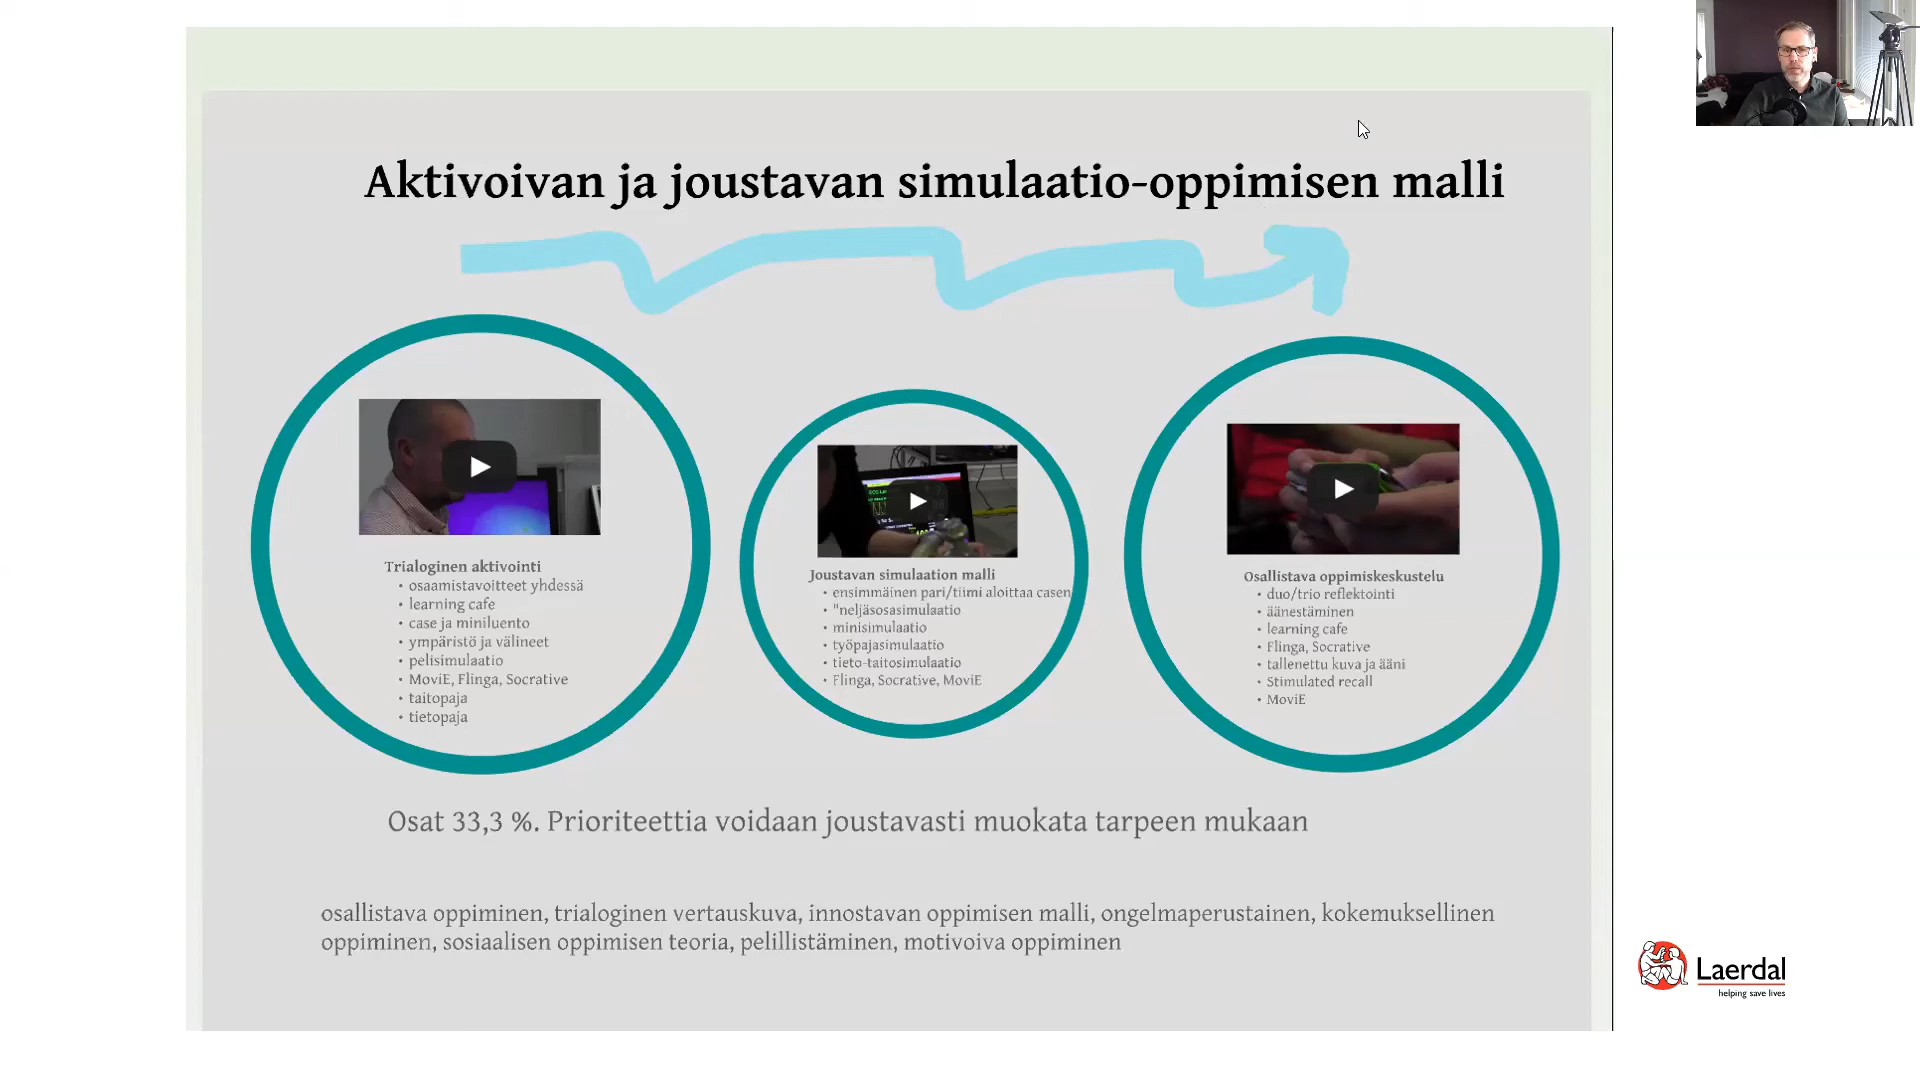 Aktivoivan ja joustavan simulaatio-oppimisen malli
Trialoginen aktivointi
• osaamistavoitteet yhdessä
• learning cafe
• case ja miniluento
• ympäristö ja välineet
• pelisimulaatio
• MoviE, Flinga, Socrative
• taitopaja
• tietopaja
Joustavan simulaation malli
• ensimmäinen pari/tiimi aloittaa casen
• "neljäsosasimulaatio
• minisimulaatio
• työpajasimulaatio
• tieto-taitosimulaatio
• Flinga, Socrative, MoviE
Osallistava oppimiskeskustelu
• duo/trio reflektointi
• äänestäminen
• learning cafe
• Flinga, Socrative
• tallenettu kuva ja ääni
• Stimulated recall
• MoviE
Osat 33,3 %. Prioriteettia voidaan joustavasti muokata tarpeen mukaan
osallistava oppiminen, trialoginen vertauskuva, innostavan oppimisen malli, ongelmaperustainen, kokemuksellinen
oppiminen, sosiaalisen oppimisen teoria, pelillistäminen, motivoiva oppiminen
Laerdal
helping save lives